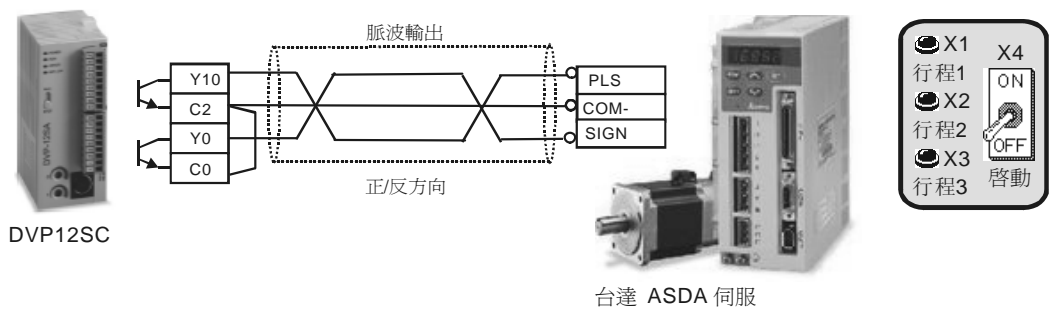 脈波輸出
Y10
C2
Y0
C0
PLS
COM-
SIGN
正/反方向
DVP12SC
台達 ASDA 伺服
X1
行程1
X2
行程2
X3
行程3
X4
ON
OFF
啓動